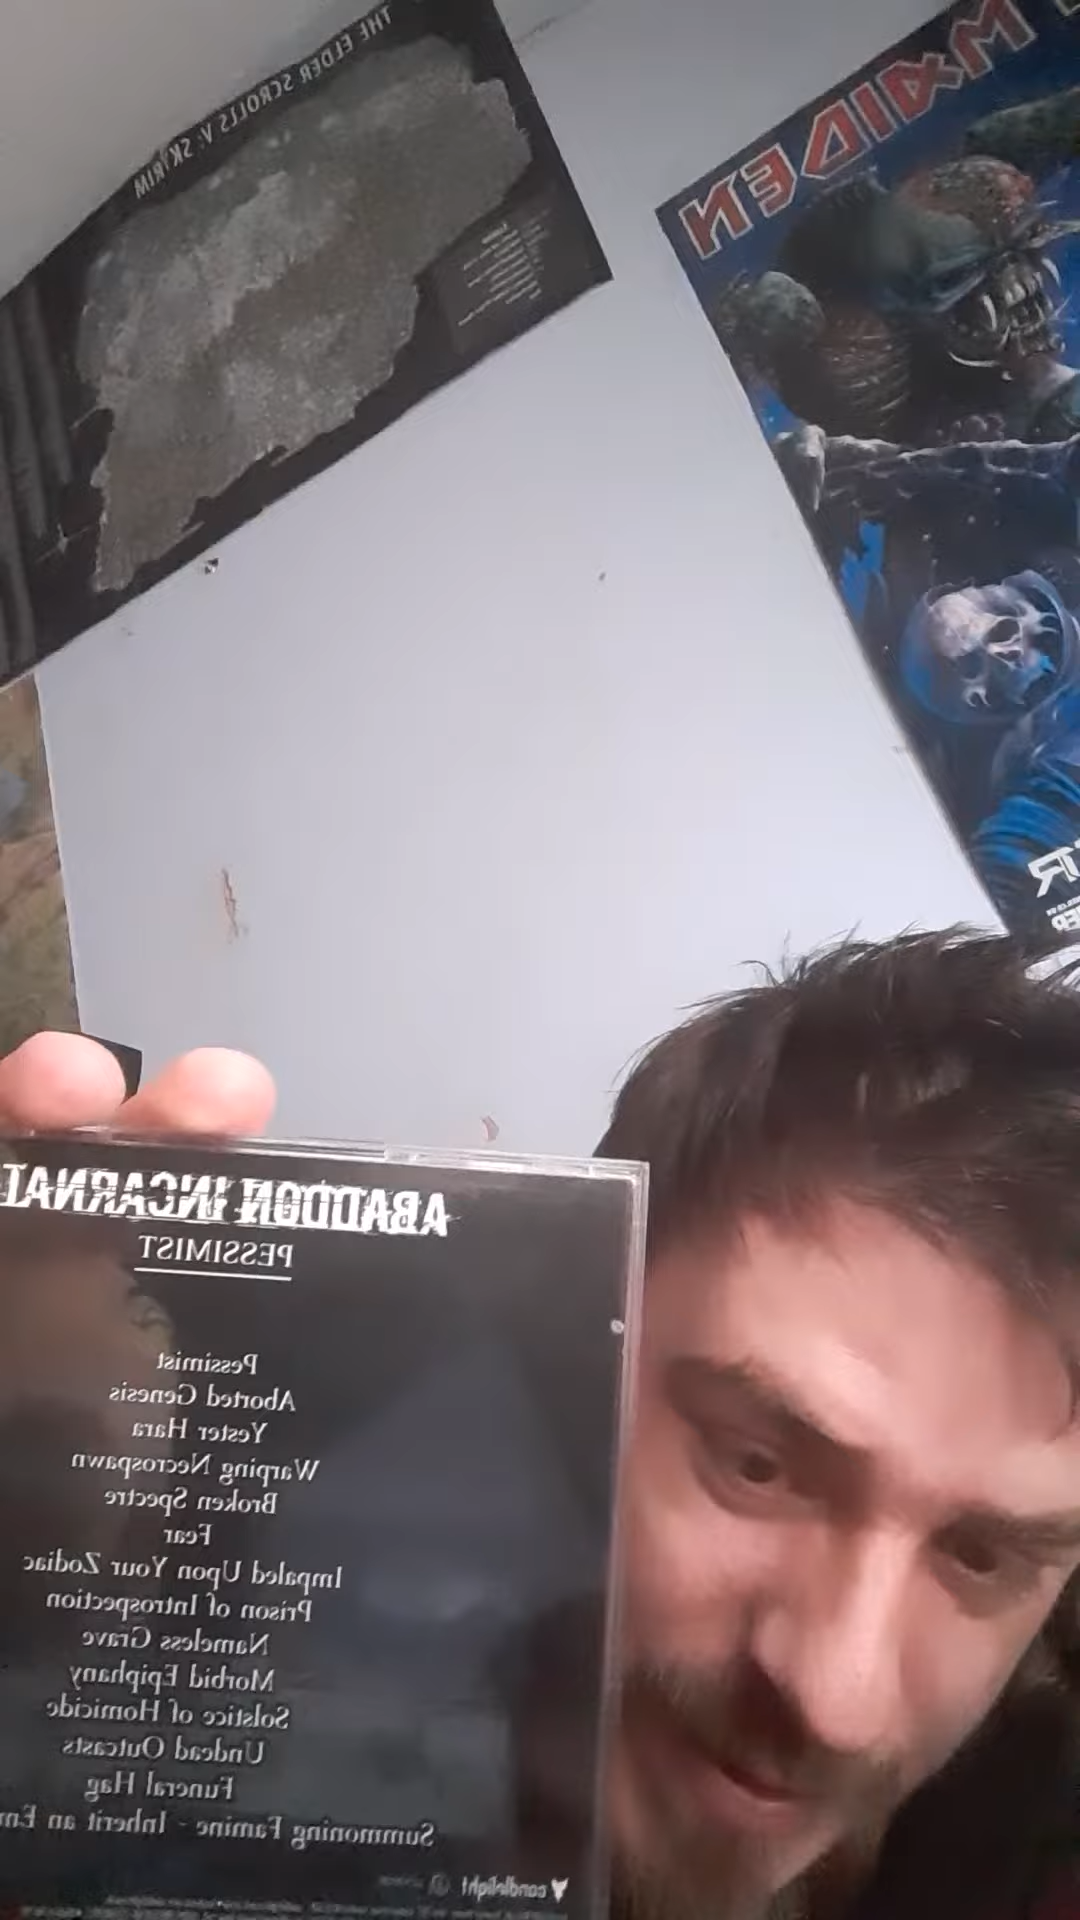 THE ELDER SCROLLS V: SKYRIM
MAIDEN
ABADDON INCARNAT
PESSIMIST
Pessimist
Aborted Genesis
Yester Hara
Warping Necrospawn
Broken Spectre
Fear
Impaled Upon Your Zodiac
Prison of Introspection
Nameless Grave
Morbid Epiphany
Solstice of Homicide
Undead Outcasts
Funeral Hag
Summoning Famine - Inherit an Em
candlelight